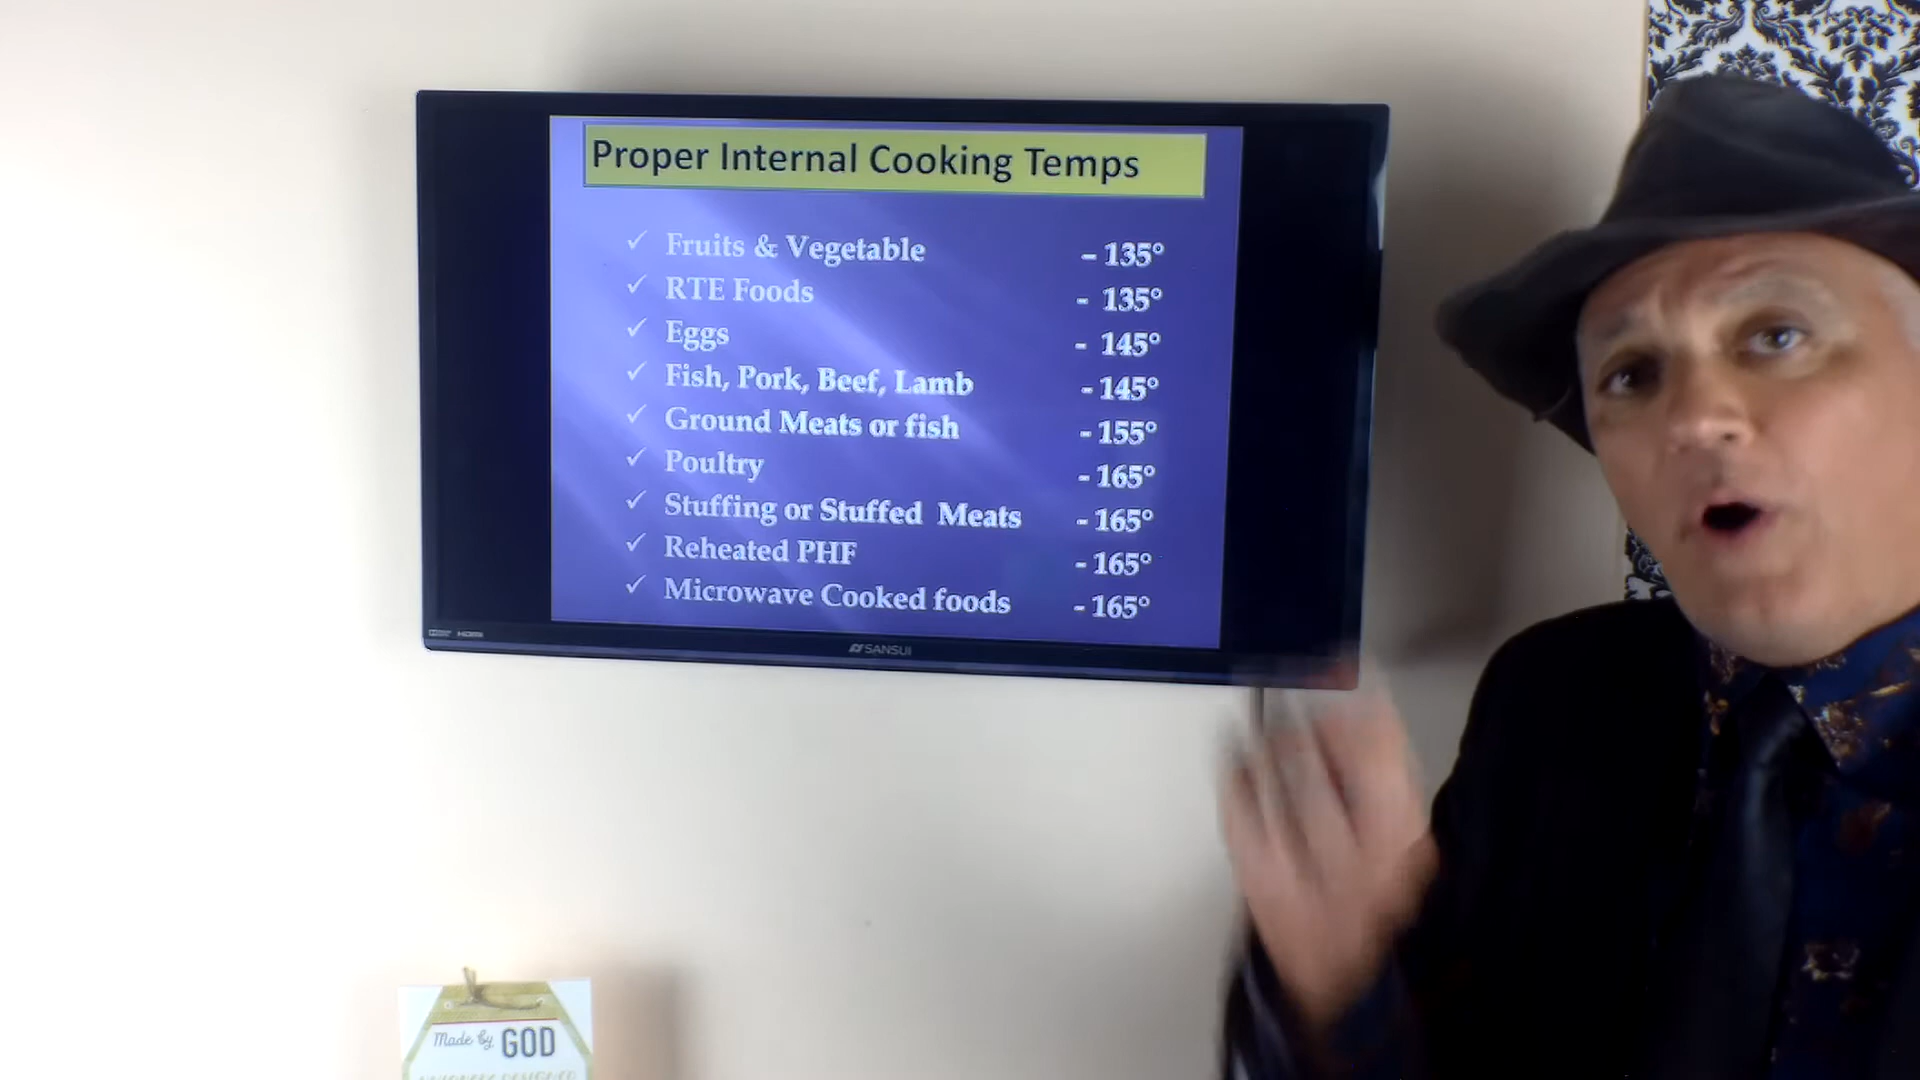 Proper Internal Cooking Temps
✓ Fruits & Vegetable – 135°
✓ RTE Foods - 135°
✓ Eggs - 145°
✓ Fish, Pork, Beef, Lamb - 145°
✓ Ground Meats or fish - 155°
✓ Poultry - 165°
✓ Stuffing or Stuffed Meats - 165°
✓ Reheated PHF - 165°
✓ Microwave Cooked foods - 165°
HDMI
SANSUI
Made by GOD